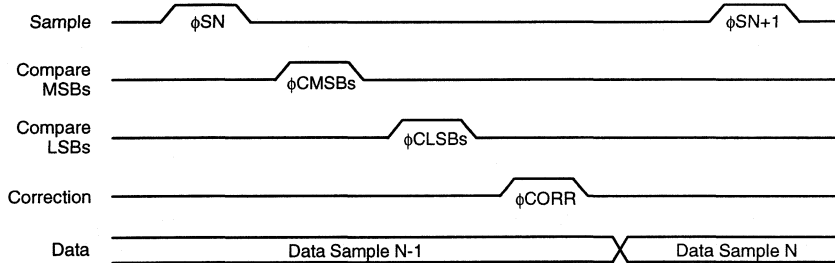 Sample
ϕSN
ϕSN+1
Compare
MSBs
ϕCMSBs
Compare
LSBs
ϕCLSBs
Correction
ϕCORR
Data
Data Sample N-1
Data Sample N